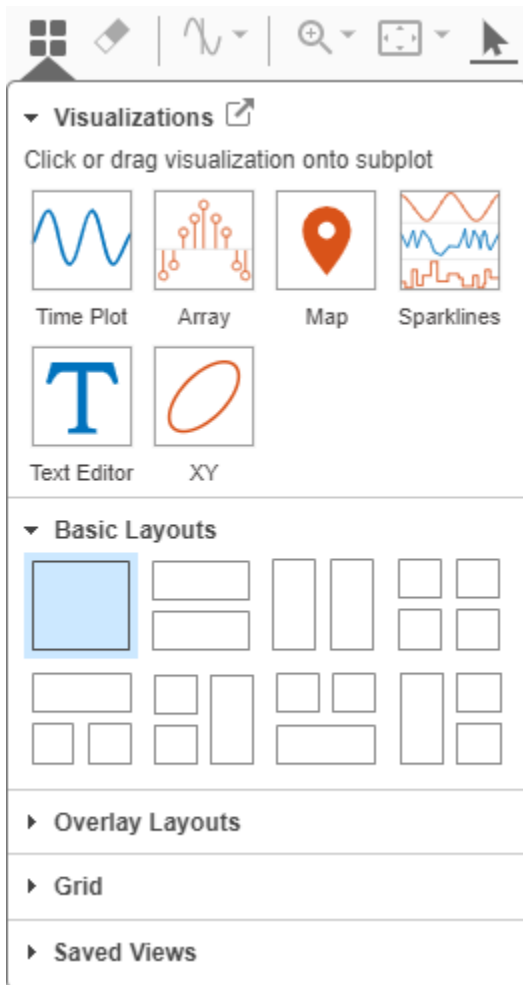 Visualizations
Click or drag visualization onto subplot
Time Plot Array Map Sparklines
Text Editor XY
Basic Layouts
Overlay Layouts
Grid
Saved Views